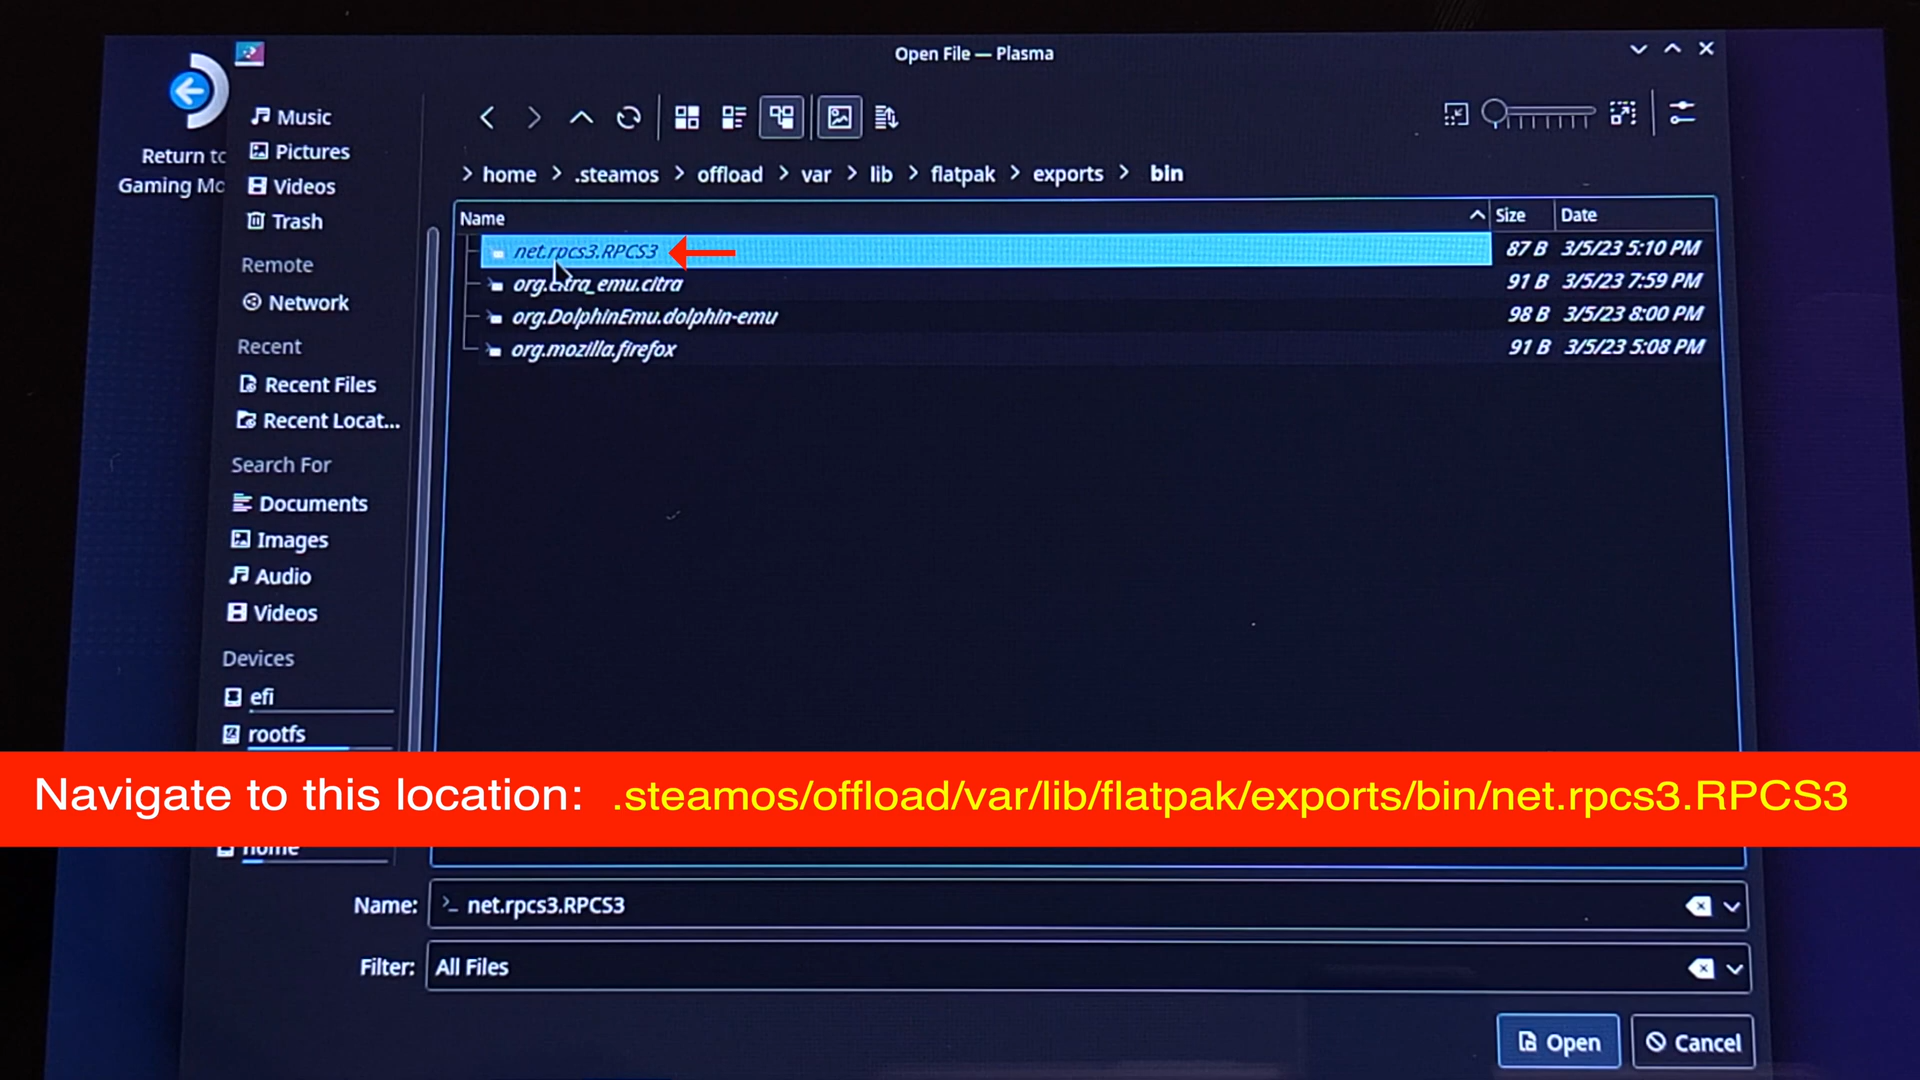 Open File — Plasma
Return to
Gaming Mo
Music
Pictures
Videos
Trash
Remote
Network
Recent
Recent Files
Recent Locat...
Search For
Documents
Images
Audio
Videos
Devices
efi
rootfs
home
> home > .steamos > offload > var > lib > flatpak > exports > bin
Name Size Date
net.rpcs3.RPCS3 87 B 3/5/23 5:10 PM
org.citra_emu.citra 91 B 3/5/23 7:59 PM
org.DolphinEmu.dolphin-emu 98 B 3/5/23 8:00 PM
org.mozilla.firefox 91 B 3/5/23 5:08 PM
Navigate to this location: .steamos/offload/var/lib/flatpak/exports/bin/net.rpcs3.RPCS3
Name: net.rpcs3.RPCS3
Filter: All Files
Open
Cancel